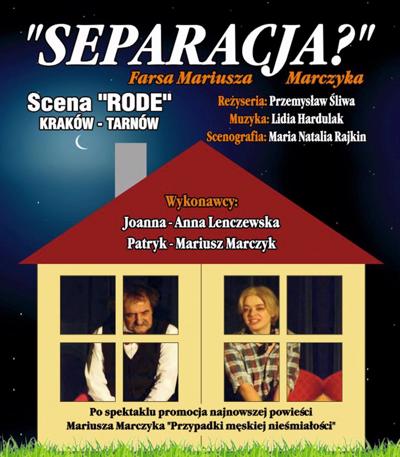 "SEPARACJA?"
Farsa Mariusza Marczyka
Scena "RODE"
KRAKÓW - TARNÓW
Reżyseria: Przemysław Śliwa
Muzyka: Lidia Hardulak
Scenografia: Maria Natalia Rajkin
Wykonawcy:
Joanna - Anna Lenczewska
Patryk - Mariusz Marczyk
Po spektaklu promocja najnowszej powieści
Mariusza Marczyka "Przypadki męskiej nieśmiałości"